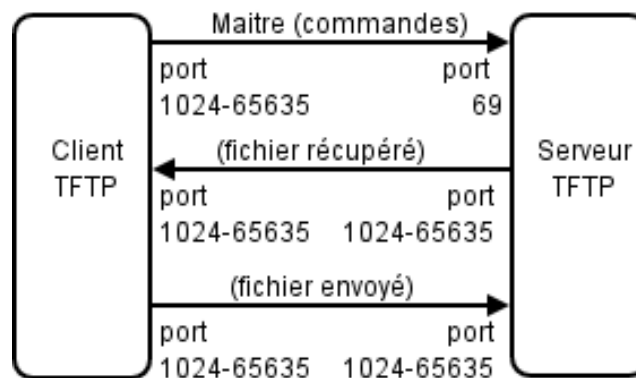 Maitre (commandes)
port port
1024-65635 69
Client
TFTP
(fichier récupéré)
Serveur
TFTP
port port
1024-65635 1024-65635
(fichier envoyé)
port port
1024-65635 1024-65635